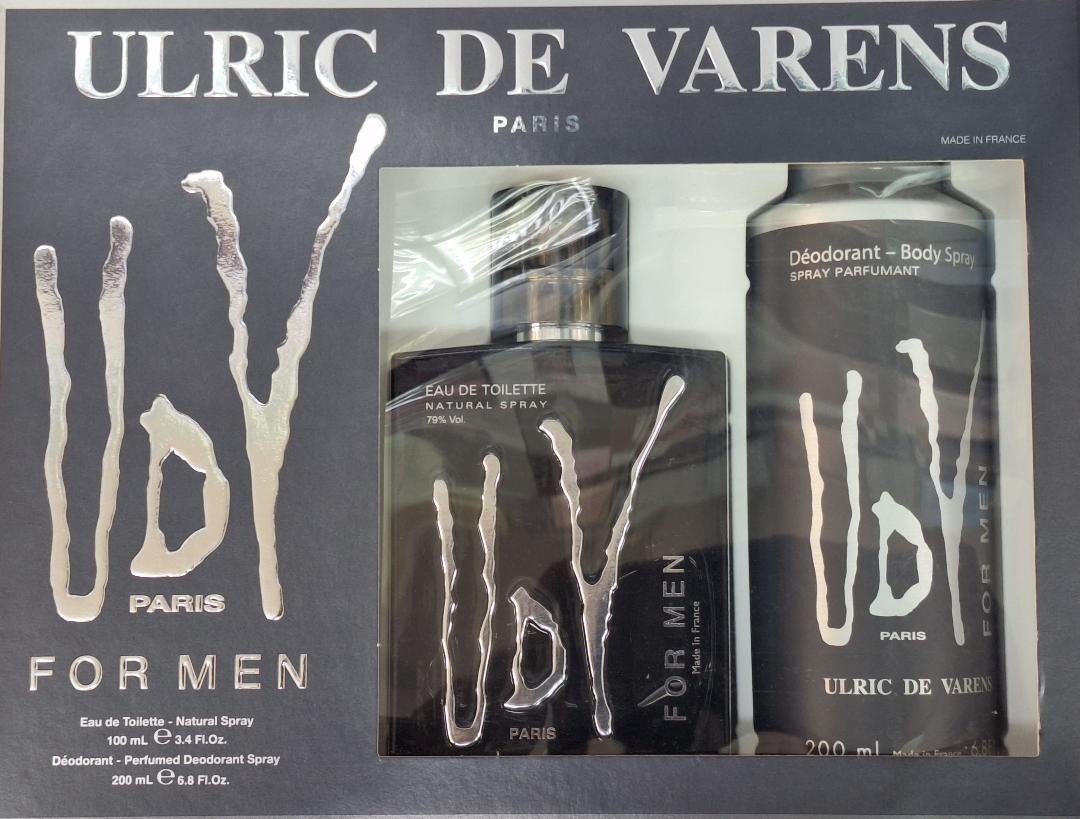 ULRIC DE VARENS
PARIS
MADE IN FRANCE
UDV
PARIS
FOR MEN
Eau de Toilette - Natural Spray
100 mL ℮ 3.4 Fl.Oz.
Déodorant - Perfumed Deodorant Spray
200 mL ℮ 6.8 Fl.Oz.
EAU DE TOILETTE
NATURAL SPRAY
79% Vol.
UDV
PARIS
FOR MEN
Made in France
Déodorant – Body Spray
SPRAY PARFUMANT
UDV
PARIS
FOR MEN
ULRIC DE VARENS
200 ml Made in France